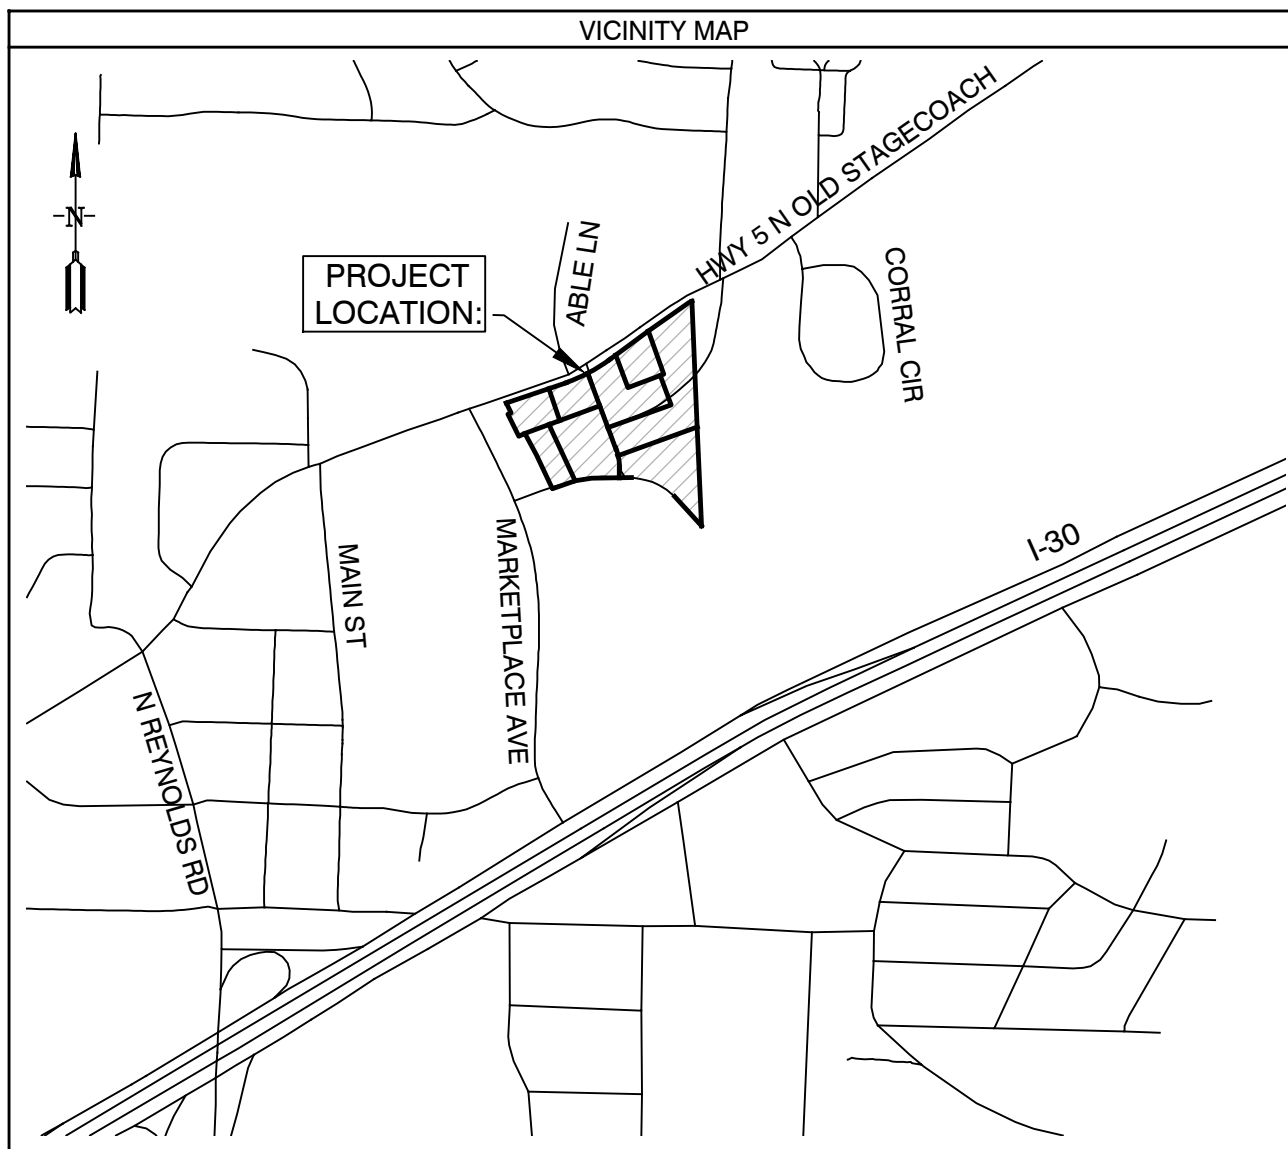 VICINITY MAP
HWY 5 N OLD STAGECOACH
-N-
ABLE LN
PROJECT
LOCATION:
CORRAL CIR
I-30
MAIN ST
MARKETPLACE AVE
N REYNOLDS RD